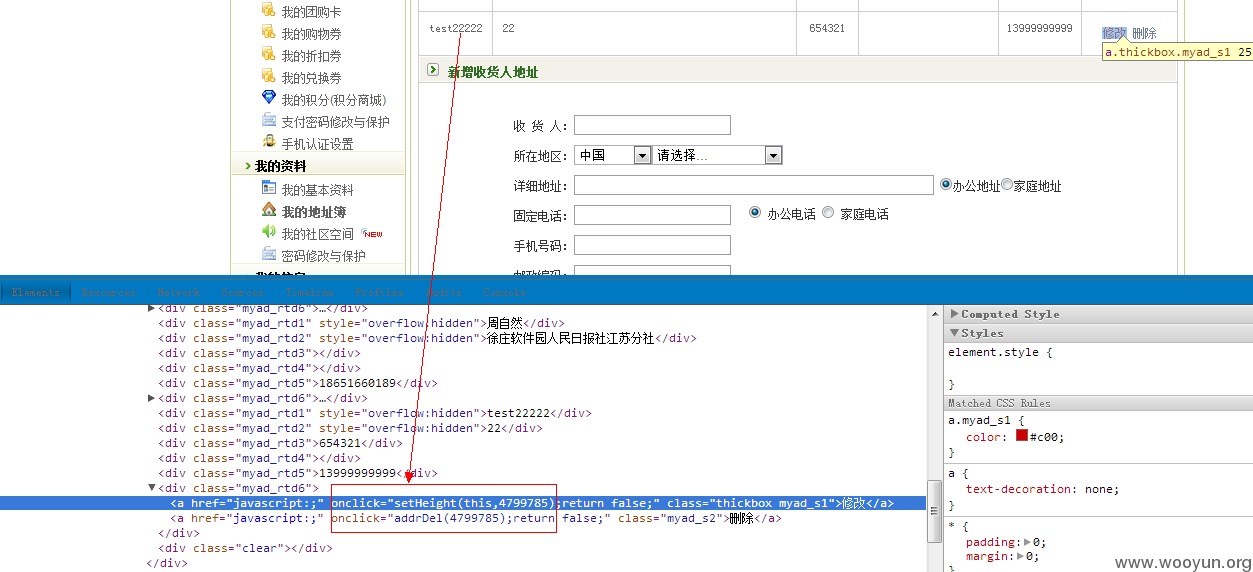 我的团购卡
我的购物券
我的折扣券
我的兑换券
我的积分(积分商城)
支付密码修改与保护
手机认证设置
我的资料
我的基本资料
我的地址簿
我的社区空间 NEW
密码修改与保护
test22222 22 654321 13999999999 修改 删除
a.thickbox.myad_s1 25
新增收货人地址
收 货 人:
所在地区: 中国 请选择...
详细地址: 办公地址 家庭地址
固定电话: 办公电话 家庭电话
手机号码:
邮政编码:
Elements Resources Network Sources Timeline Profiles Audits Console
<div class="myad_rtd6">…</div>
<div class="myad_rtd1" style="overflow:hidden">周自然</div>
<div class="myad_rtd2" style="overflow:hidden">徐庄软件园人民日报社江苏分社</div>
<div class="myad_rtd3"></div>
<div class="myad_rtd4"></div>
<div class="myad_rtd5">18651660189</div>
<div class="myad_rtd6">…</div>
<div class="myad_rtd1" style="overflow:hidden">test22222</div>
<div class="myad_rtd2" style="overflow:hidden">22</div>
<div class="myad_rtd3">654321</div>
<div class="myad_rtd4"></div>
<div class="myad_rtd5">13999999999</div>
<div class="myad_rtd6">
<a href="javascript:;" onclick="setHeight(this,4799785);return false;" class="thickbox myad_s1">修改</a>
<a href="javascript:;" onclick="addrDel(4799785);return false;" class="myad_s2">删除</a>
</div>
<div class="clear"></div>
</div>
Computed Style
Styles
element.style {
}
Matched CSS Rules
a.myad_s1 {
color: #c00;
}
a {
text-decoration: none;
}
* {
padding: 0;
margin: 0;
}
www.wooyun.org